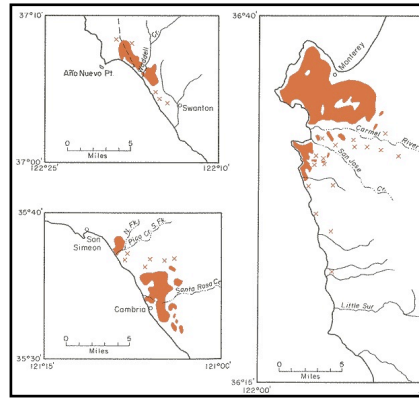 37°10'
Waddell Cr.
Año Nuevo Pt.
Swanton
0 5
Miles
37°00'
122°25' 122°10'
35°40'
San
Simeon
N. Fk.
Pico Cr. S. Fk.
Santa Rosa Cr.
Cambria
0 5
Miles
35°30'
121°15' 121°00'
36°40'
Monterey
Carmel River
San Jose
Cr.
Little Sur
0 5
Miles
36°15'
122°00'